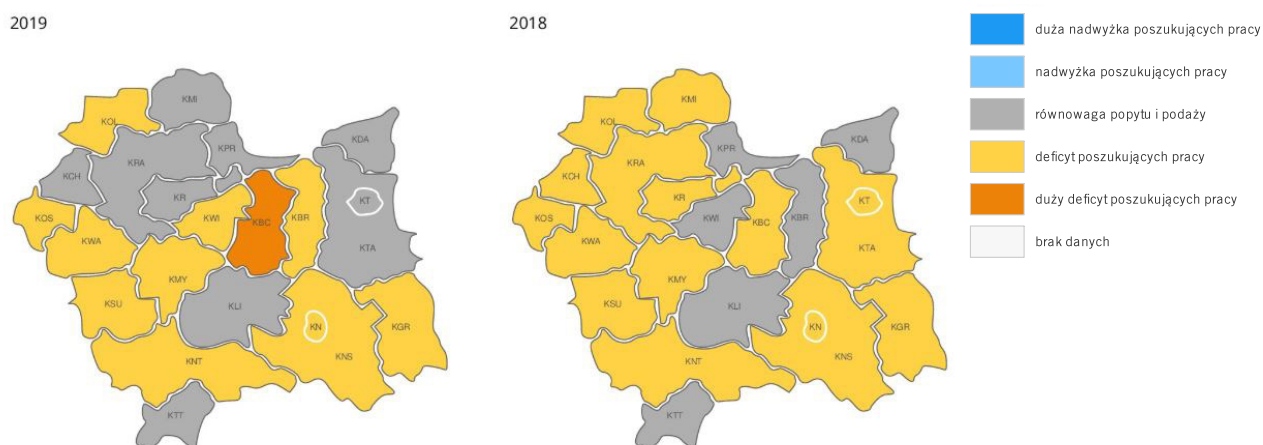 2019
2018
duża nadwyżka poszukujących pracy
nadwyżka poszukujących pracy
równowaga popytu i podaży
deficyt poszukujących pracy
duży deficyt poszukujących pracy
brak danych
KMI
KOL
KDA
KPR
KRA
KCH
KR
KT
KOS
KWI
KBC
KBR
KWA
KTA
KMY
KSU
KLI
KN
KGR
KNT
KNS
KTT
KMI
KOL
KDA
KPR
KRA
KCH
KR
KT
KOS
KWI
KBC
KBR
KWA
KTA
KMY
KSU
KLI
KN
KGR
KNT
KNS
KTT